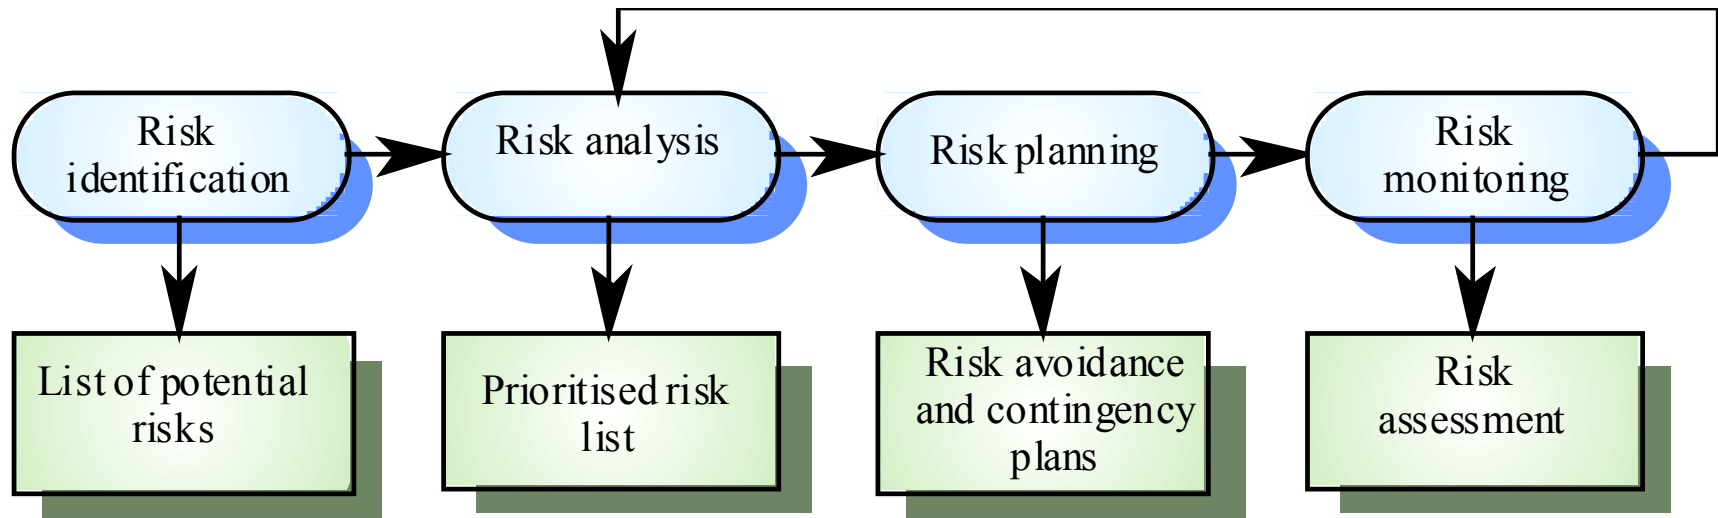 Risk
identification
Risk analysis
Risk planning
Risk
monitoring
List of potential
risks
Prioritised risk
list
Risk avoidance
and contingency
plans
Risk
assessment